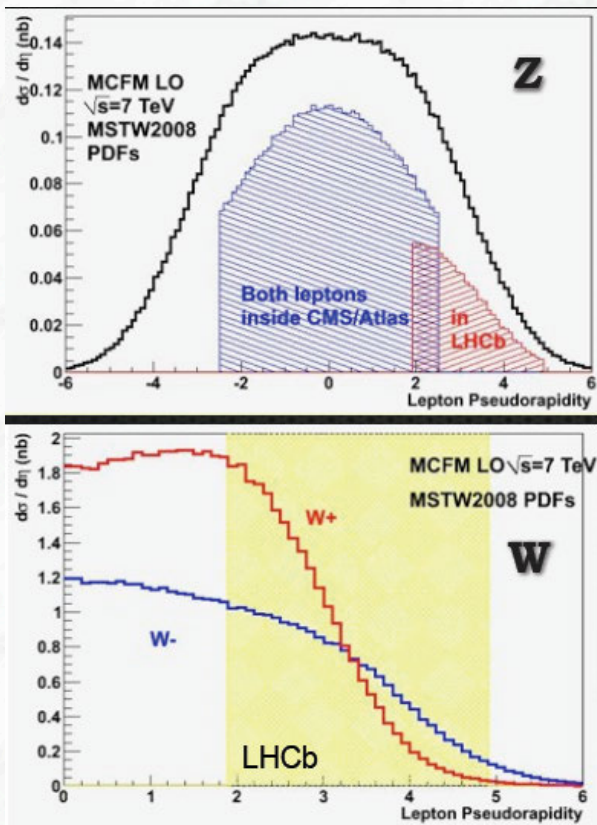 dσ / dη (nb)
0.14
0.12
0.1
0.08
0.06
0.04
0.02
0
MCFM LO
√s=7 TeV
MSTW2008
PDFs
Z
Both leptons
inside CMS/Atlas
in
LHCb
-6 -4 -2 0 2 4 6
Lepton Pseudorapidity
dσ / dη (nb)
2
1.8
1.6
1.4
1.2
1
0.8
0.6
0.4
0.2
0
MCFM LO√s=7 TeV
MSTW2008 PDFs
W
W+
W-
LHCb
0 1 2 3 4 5 6
Lepton Pseudorapidity